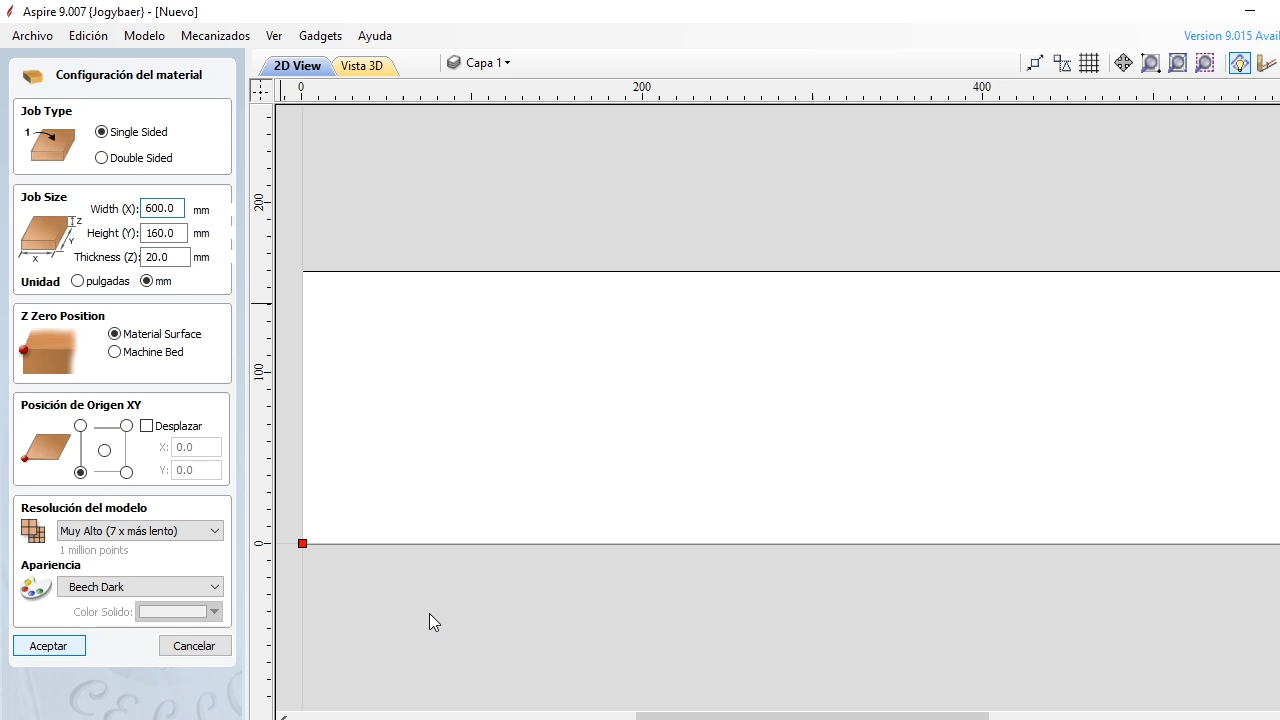 Aspire 9.007 {Jogybaer} - [Nuevo]
Archivo Edición Modelo Mecanizados Ver Gadgets Ayuda
Version 9.015 Avai
2D View Vista 3D Capa 1
Configuración del material
0 200 400
Job Type
1
Single Sided
Double Sided
Job Size
Width (X): 600.0 mm
Height (Y): 160.0 mm
Thickness (Z): 20.0 mm
Z
Y
X
Unidad pulgadas mm
200
100
0
Z Zero Position
Material Surface
Machine Bed
Posición de Origen XY
Desplazar
X: 0.0
Y: 0.0
Resolución del modelo
Muy Alto (7 x más lento)
1 million points
Apariencia
Beech Dark
Color Solido:
Aceptar Cancelar